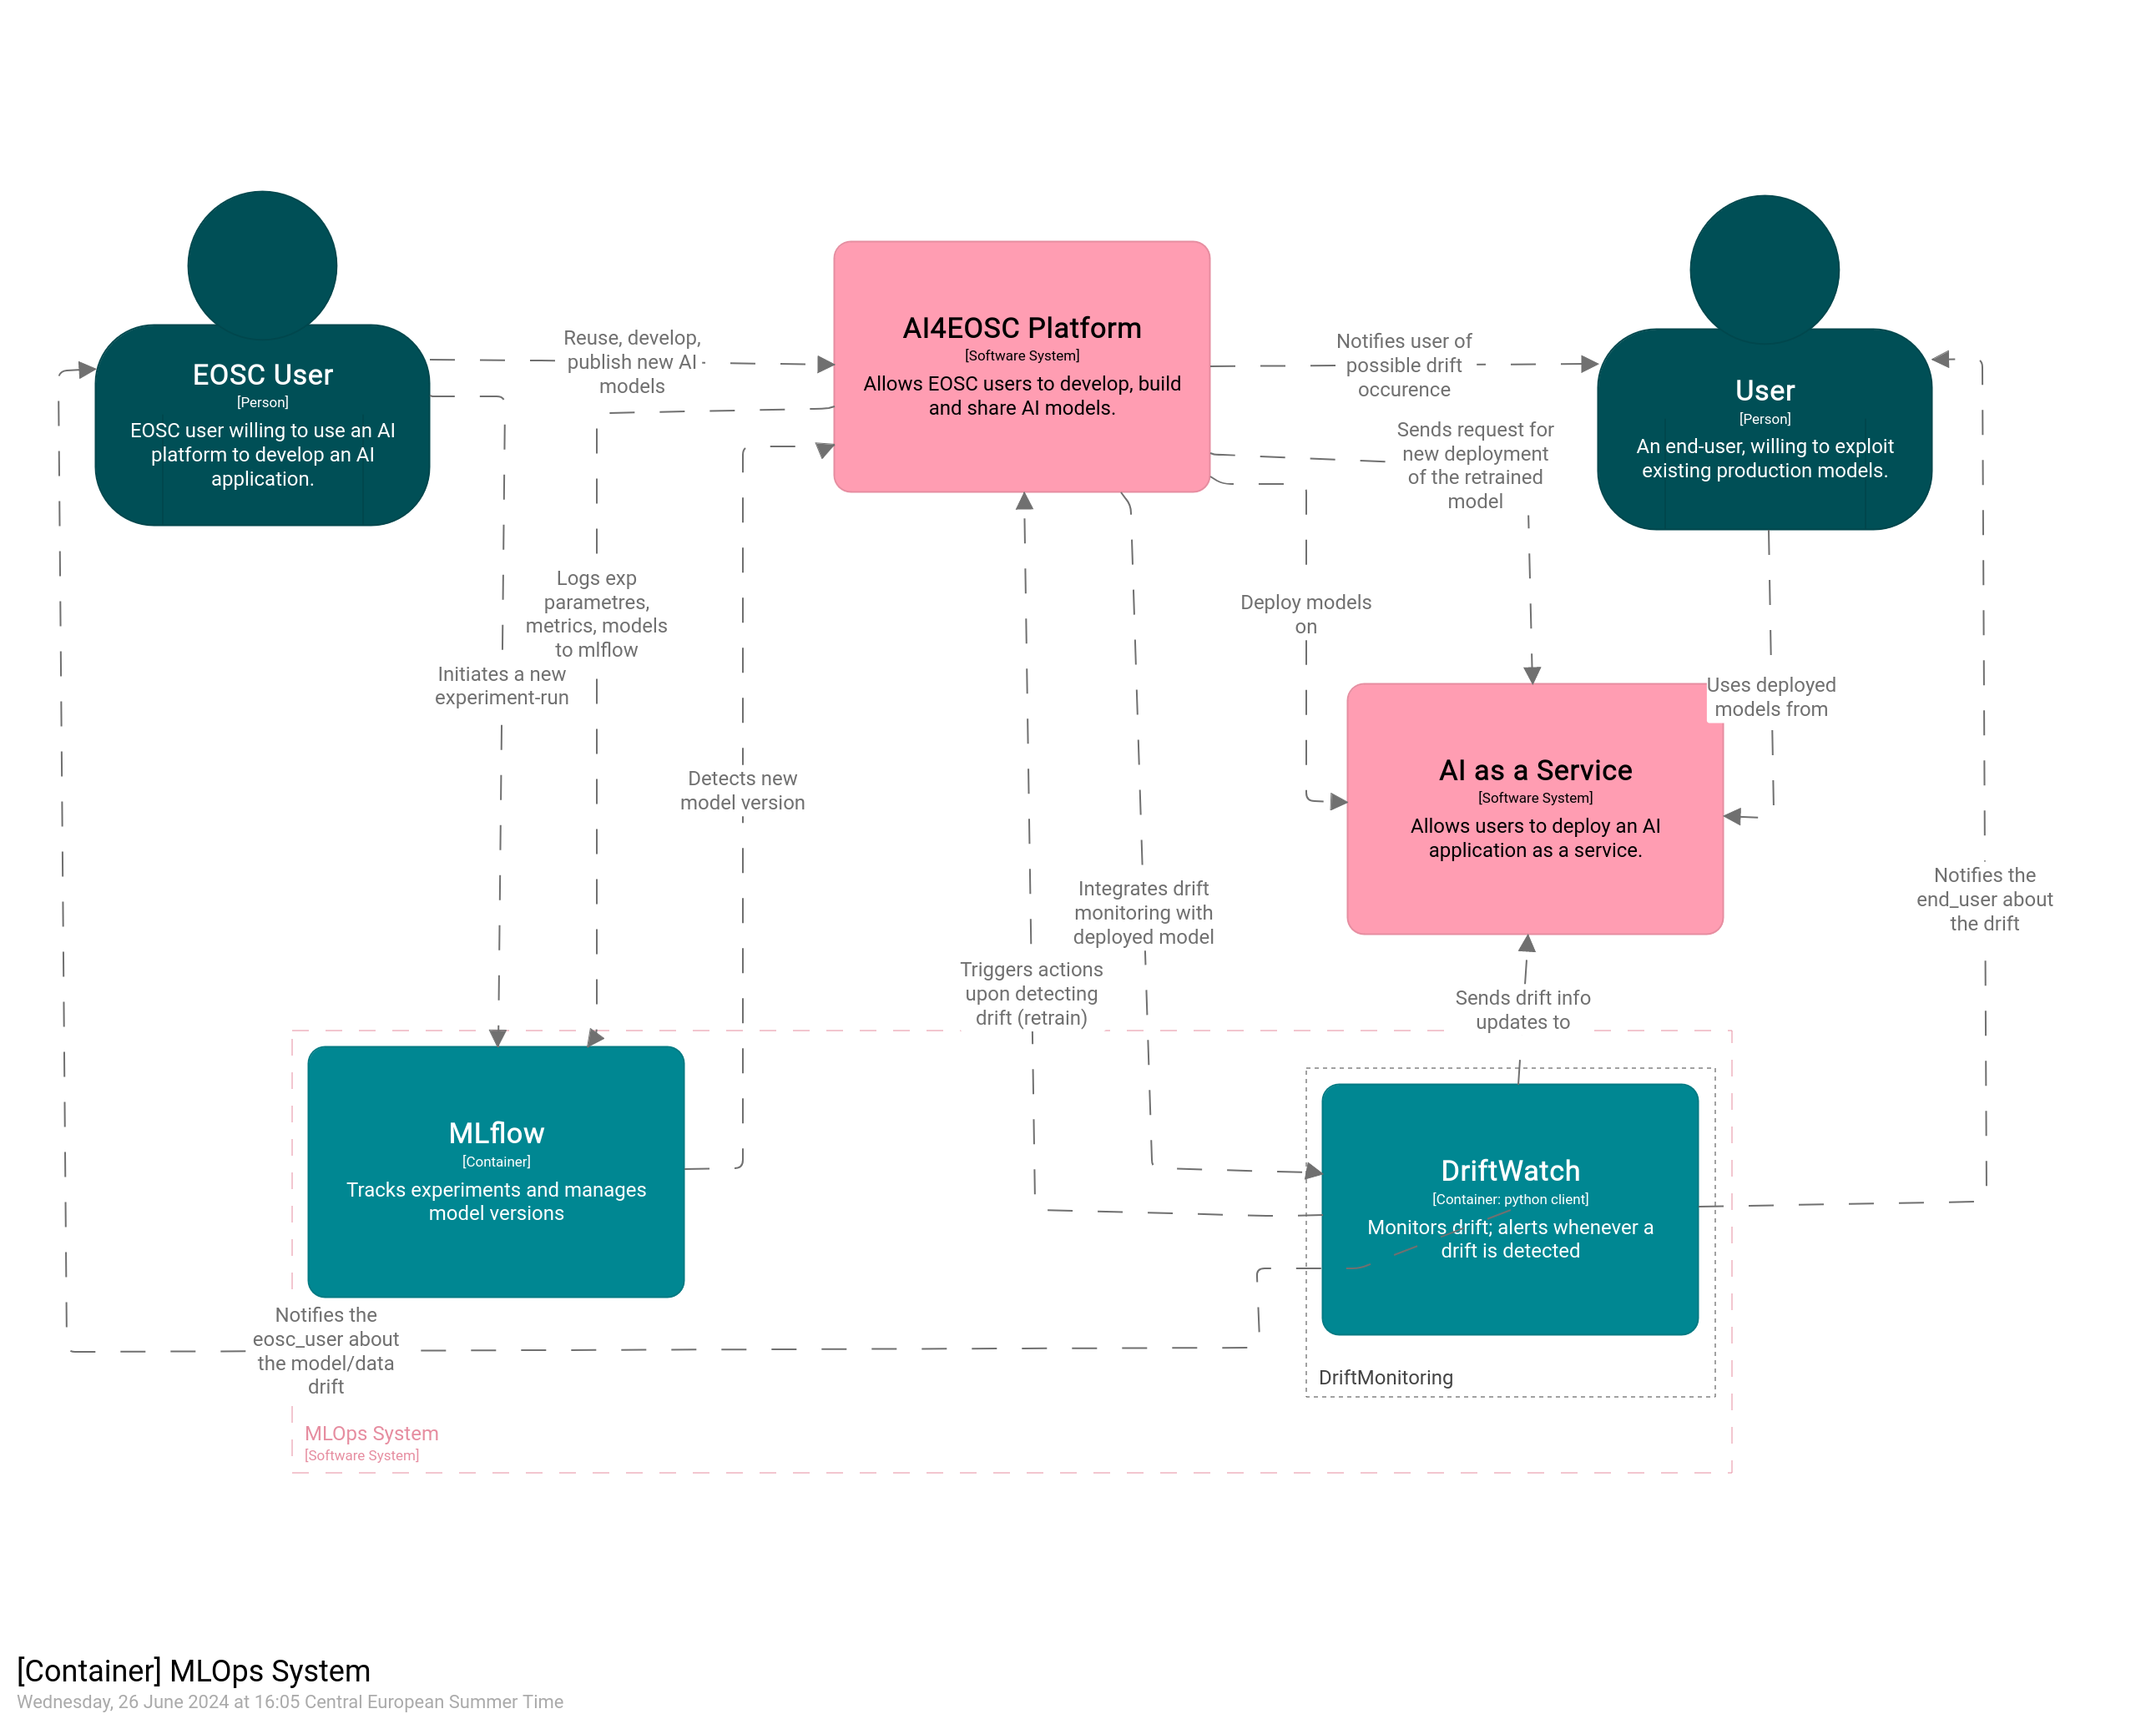 EOSC User
[Person]
EOSC user willing to use an AI
platform to develop an AI
application.
Reuse, develop,
publish new AI
models
AI4EOSC Platform
[Software System]
Allows EOSC users to develop, build
and share AI models.
Notifies user of
possible drift
occurence
User
[Person]
An end-user, willing to exploit
existing production models.
Sends request for
new deployment
of the retrained
model
Logs exp
parametres,
metrics, models
to mlflow
Initiates a new
experiment-run
Deploy models
on
Uses deployed
models from
Detects new
model version
AI as a Service
[Software System]
Allows users to deploy an AI
application as a service.
Integrates drift
monitoring with
deployed model
Notifies the
end_user about
the drift
Triggers actions
upon detecting
drift (retrain)
Sends drift info
updates to
MLflow
[Container]
Tracks experiments and manages
model versions
DriftWatch
[Container: python client]
Monitors drift; alerts whenever a
drift is detected
Notifies the
eosc_user about
the model/data
drift
DriftMonitoring
MLOps System
[Software System]
[Container] MLOps System
Wednesday, 26 June 2024 at 16:05 Central European Summer Time